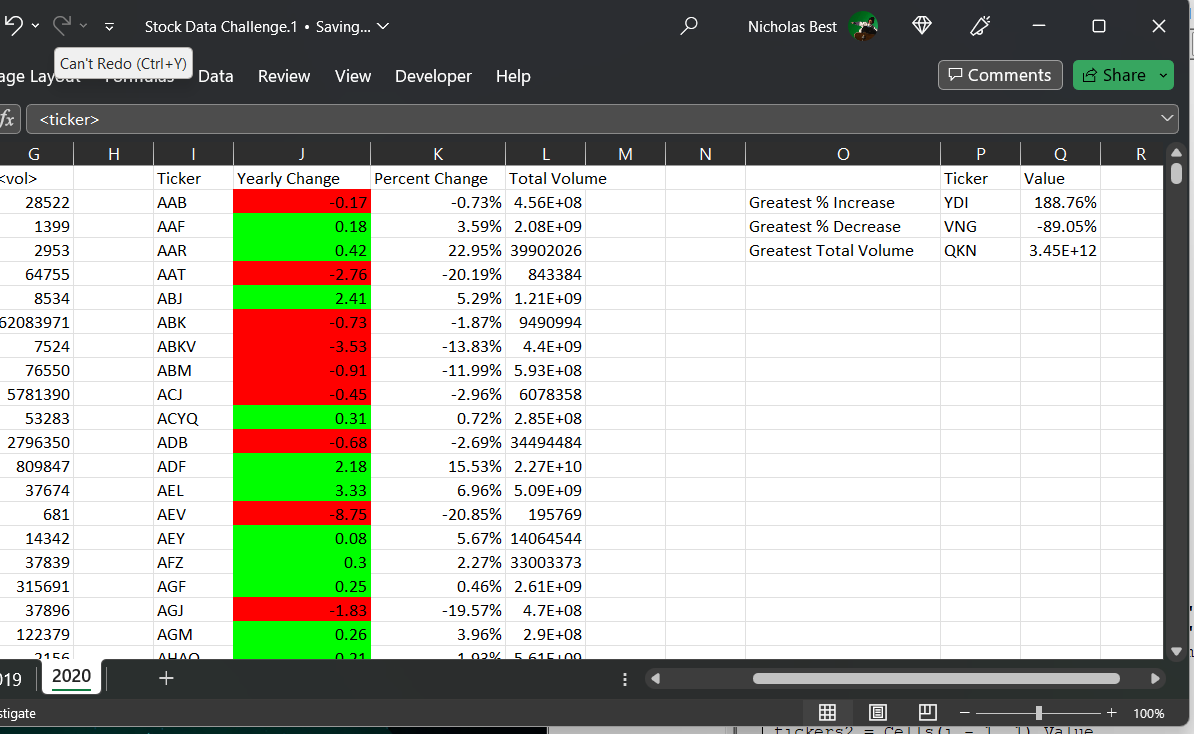 Stock Data Challenge.1 • Saving...
Nicholas Best
Can't Redo (Ctrl+Y)
age Layout Formulas Data Review View Developer Help
Comments Share
fx <ticker>
G H I J K L M N O P Q R
<vol> Ticker Yearly Change Percent Change Total Volume Ticker Value
28522 AAB -0.17 -0.73% 4.56E+08 Greatest % Increase YDI 188.76%
1399 AAF 0.18 3.59% 2.08E+09 Greatest % Decrease VNG -89.05%
2953 AAR 0.42 22.95% 39902026 Greatest Total Volume QKN 3.45E+12
64755 AAT -2.76 -20.19% 843384
8534 ABJ 2.41 5.29% 1.21E+09
62083971 ABK -0.73 -1.87% 9490994
7524 ABKV -3.53 -13.83% 4.4E+09
76550 ABM -0.91 -11.99% 5.93E+08
5781390 ACJ -0.45 -2.96% 6078358
53283 ACYQ 0.31 0.72% 2.85E+08
2796350 ADB -0.68 -2.69% 34494484
809847 ADF 2.18 15.53% 2.27E+10
37674 AEL 3.33 6.96% 5.09E+09
681 AEV -8.75 -20.85% 195769
14342 AEY 0.08 5.67% 14064544
37839 AFZ 0.3 2.27% 33003373
315691 AGF 0.25 0.46% 2.61E+09
37896 AGJ -1.83 -19.57% 4.7E+08
122379 AGM 0.26 3.96% 2.9E+08
2156 AHAQ 0.21 1.93% 5.61E+09
019 2020
stigate 100%
tickers2 = Cells(i - 1, 1).Value